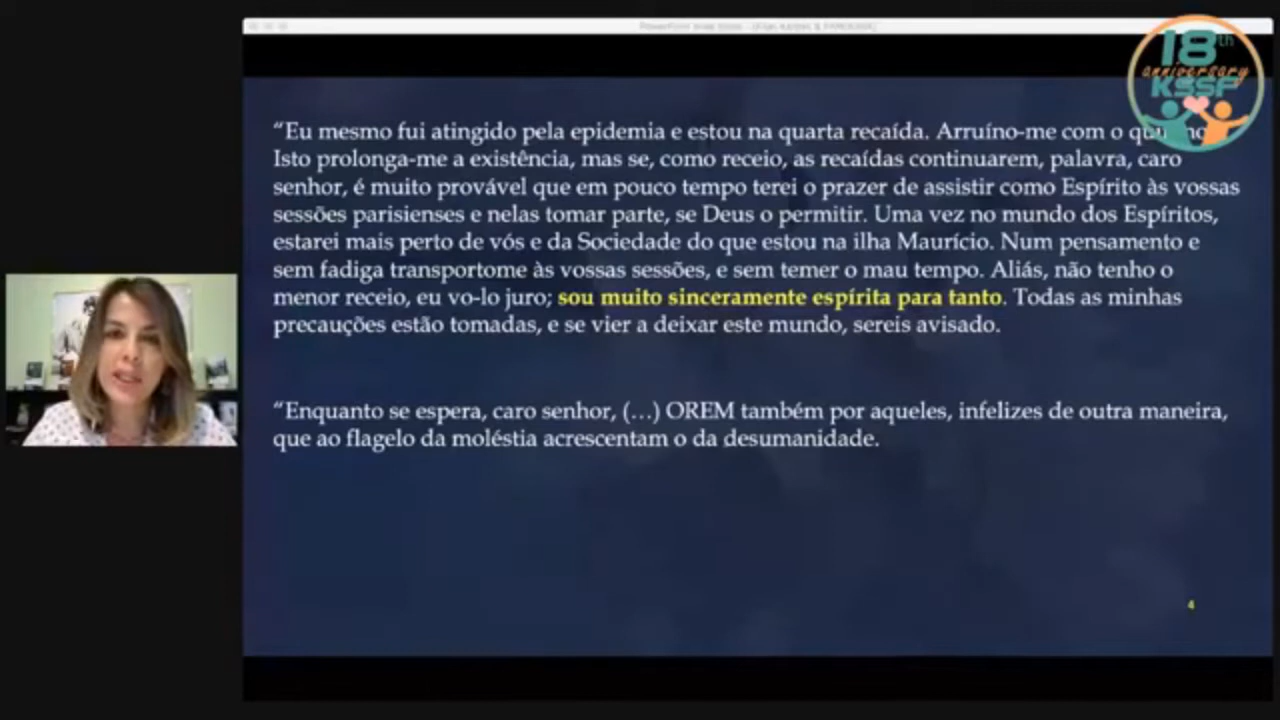 18th
anniversary
KSSF
“Eu mesmo fui atingido pela epidemia e estou na quarta recaída. Arruíno-me com o
Isto prolonga-me a existência, mas se, como receio, as recaídas continuarem, palavra, caro
senhor, é muito provável que em pouco tempo terei o prazer de assistir como Espírito às vossas
sessões parisienses e nelas tomar parte, se Deus o permitir. Uma vez no mundo dos Espíritos,
estarei mais perto de vós e da Sociedade do que estou na ilha Maurício. Num pensamento e
sem fadiga transportome às vossas sessões, e sem temer o mau tempo. Aliás, não tenho o
menor receio, eu vo-lo juro; sou muito sinceramente espírita para tanto. Todas as minhas
precauções estão tomadas, e se vier a deixar este mundo, sereis avisado.
“Enquanto se espera, caro senhor, (…) OREM também por aqueles, infelizes de outra maneira,
que ao flagelo da moléstia acrescentam o da desumanidade.
4